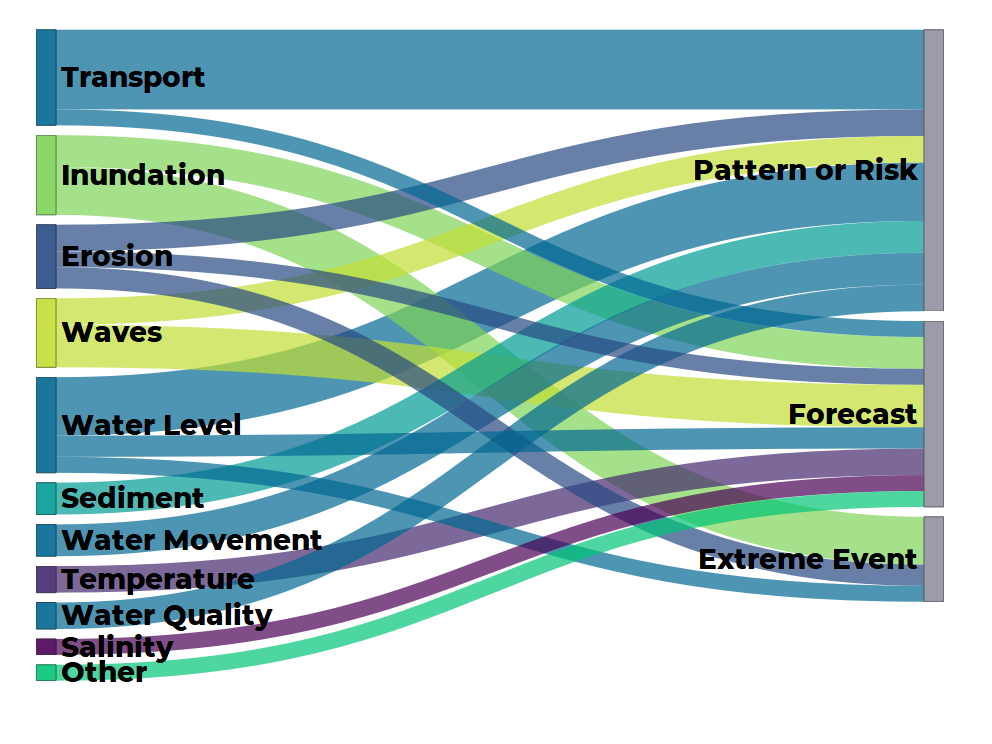 Transport
Inundation
Erosion
Waves
Water Level
Sediment
Water Movement
Temperature
Water Quality
Salinity
Other
Pattern or Risk
Forecast
Extreme Event